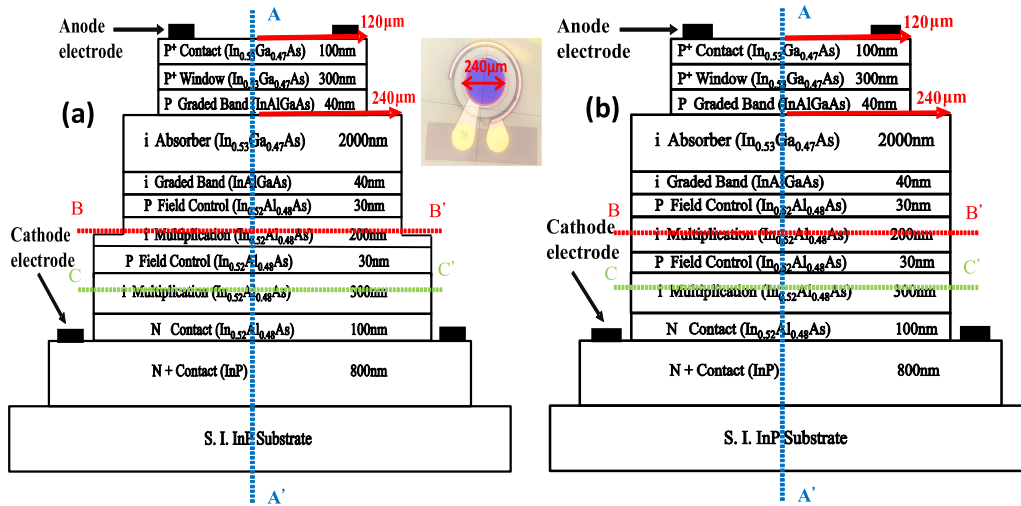 (a)
A
120μm
Anode
electrode
P⁺ Contact (In₀.₅₃Ga₀.₄₇As) 100nm
P⁺ Window (In₀.₅₃Ga₀.₄₇As) 300nm
P Graded Band (InAlGaAs) 40nm
240μm
i Absorber (In₀.₅₃Ga₀.₄₇As) 2000nm
i Graded Band (InAlGaAs) 40nm
P Field Control (In₀.₅₂Al₀.₄₈As) 30nm
B B'
i Multiplication (In₀.₅₂Al₀.₄₈As) 200nm
Cathode
electrode
P Field Control (In₀.₅₂Al₀.₄₈As) 30nm
C C'
i Multiplication (In₀.₅₂Al₀.₄₈As) 300nm
N Contact (In₀.₅₂Al₀.₄₈As) 100nm
N + Contact (InP) 800nm
S. I. InP Substrate
A'
240μm
(b)
A
120μm
Anode
electrode
P⁺ Contact (In₀.₅₃Ga₀.₄₇As) 100nm
P⁺ Window (In₀.₅₃Ga₀.₄₇As) 300nm
P Graded Band (InAlGaAs) 40nm
240μm
i Absorber (In₀.₅₃Ga₀.₄₇As) 2000nm
i Graded Band (InAlGaAs) 40nm
P Field Control (In₀.₅₂Al₀.₄₈As) 30nm
B B'
i Multiplication (In₀.₅₂Al₀.₄₈As) 200nm
Cathode
electrode
P Field Control (In₀.₅₂Al₀.₄₈As) 30nm
C C'
i Multiplication (In₀.₅₂Al₀.₄₈As) 300nm
N Contact (In₀.₅₂Al₀.₄₈As) 100nm
N + Contact (InP) 800nm
S. I. InP Substrate
A'